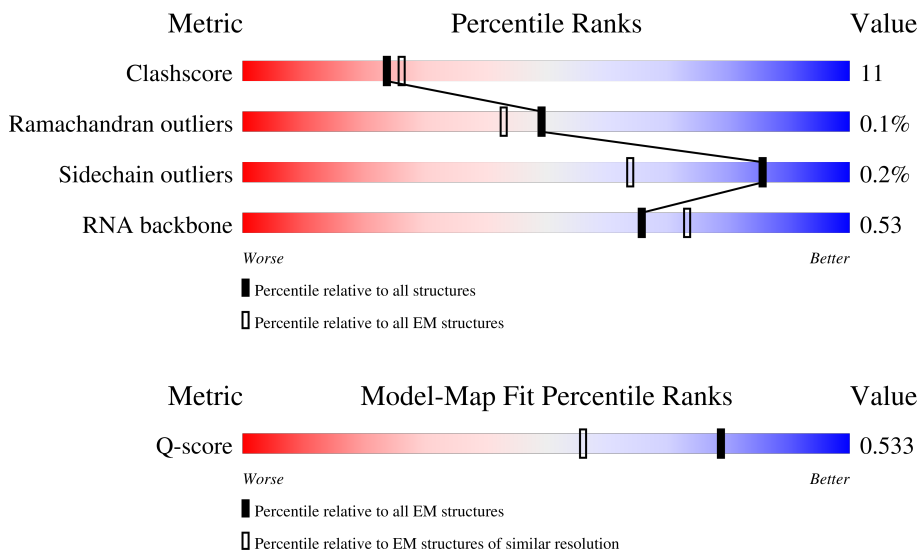 Metric Percentile Ranks Value
Clashscore 11
Ramachandran outliers 0.1%
Sidechain outliers 0.2%
RNA backbone 0.53
Worse Better
Percentile relative to all structures
Percentile relative to all EM structures
Metric Model-Map Fit Percentile Ranks Value
Q-score 0.533
Worse Better
Percentile relative to all EM structures
Percentile relative to EM structures of similar resolution